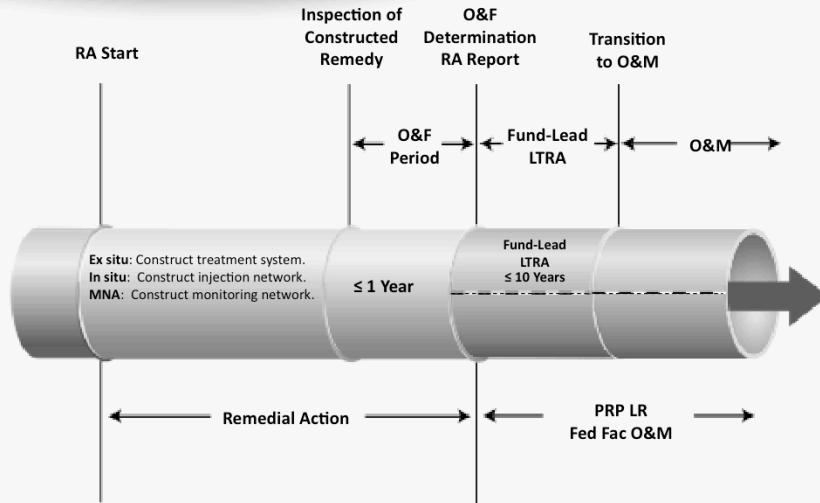 RA Start
Inspection of
Constructed
Remedy
O&F
Determination
RA Report
Transition
to O&M
O&F
Period
Fund-Lead
LTRA
O&M
Ex situ: Construct treatment system.
In situ: Construct injection network.
MNA: Construct monitoring network.
≤ 1 Year
Fund-Lead
LTRA
≤ 10 Years
Remedial Action
PRP LR
Fed Fac O&M